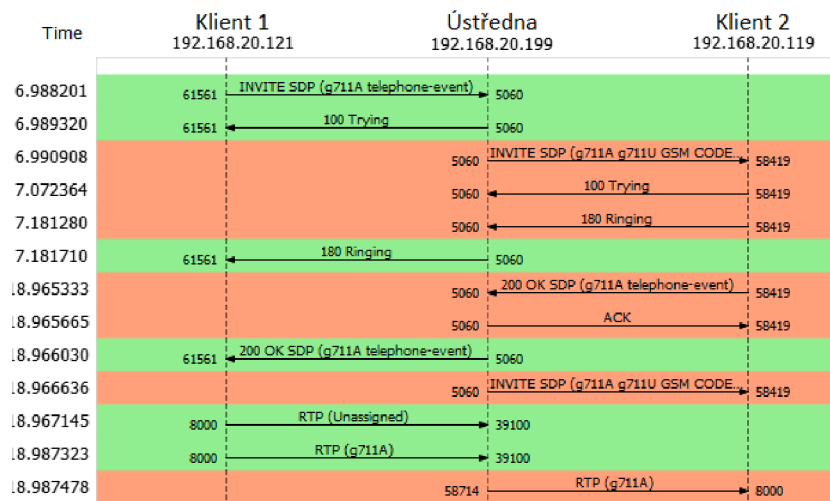 Time Klient 1 Ústředna Klient 2
192.168.20.121 192.168.20.199 192.168.20.119
6.988201 61561 INVITE SDP (g711A telephone-event) 5060
6.989320 61561 100 Trying 5060
6.990908 5060 INVITE SDP (g711A g711U GSM CODE... 58419
7.072364 5060 100 Trying 58419
7.181280 5060 180 Ringing 58419
7.181710 61561 180 Ringing 5060
18.965333 5060 200 OK SDP (g711A telephone-event) 58419
18.965665 5060 ACK 58419
18.966030 61561 200 OK SDP (g711A telephone-event) 5060
18.966636 5060 INVITE SDP (g711A g711U GSM CODE... 58419
18.967145 8000 RTP (Unassigned) 39100
18.987323 8000 RTP (g711A) 39100
18.987478 58714 RTP (g711A) 8000